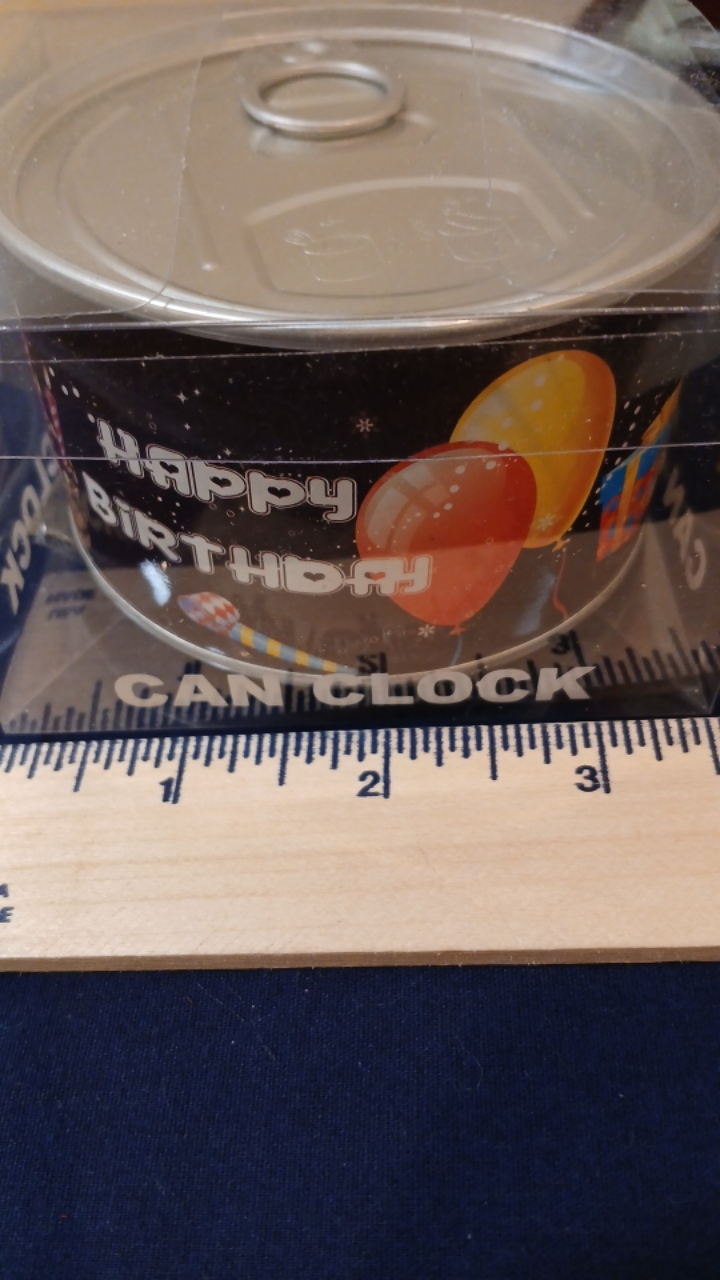 HAPPY
BIRTHDAY
CAN CLOCK
1 2 3